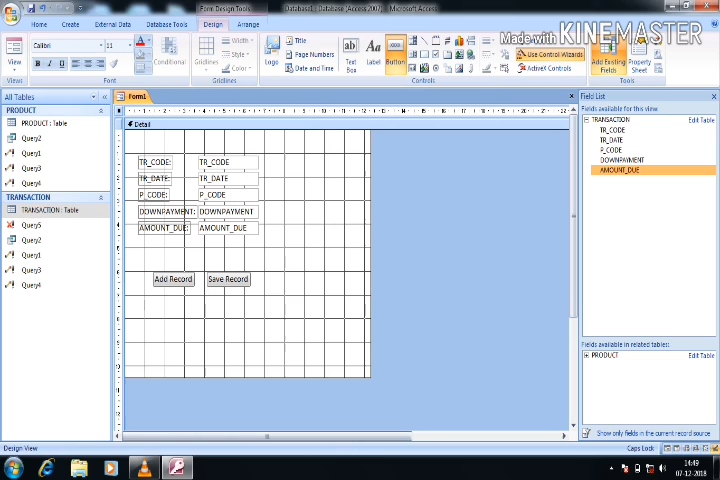 Form Design Tools
Database1 : Database (Access 2007)
Microsoft Access
Made with KINEMASTER
Home
Create
External Data
Database Tools
Design
Arrange
View
Views
Calibri
11
B I U
Conditional
Font
Gridlines
Width
Style
Color
Gridlines
Logo
Title
Page Numbers
Date and Time
ab|
Text Box
Aa
Label
Button
Use Control Wizards
ActiveX Controls
Add Existing Fields
Property Sheet
Tools
All Tables
PRODUCT
PRODUCT : Table
Query2
Query1
Query3
Query4
TRANSACTION
TRANSACTION : Table
Query5
Query2
Query1
Query3
Query4
Form1
Detail
TR_CODE: TR_CODE
TR_DATE: TR_DATE
P_CODE: P_CODE
DOWNPAYMENT: DOWNPAYMENT
AMOUNT_DUE: AMOUNT_DUE
Add Record
Save Record
Field List
Fields available for this view:
TRANSACTION Edit Table
TR_CODE
TR_DATE
P_CODE
DOWNPAYMENT
AMOUNT_DUE
Fields available in related tables:
PRODUCT Edit Table
Show only fields in the current record source
Design View
Caps Lock
14:49
07-12-2018